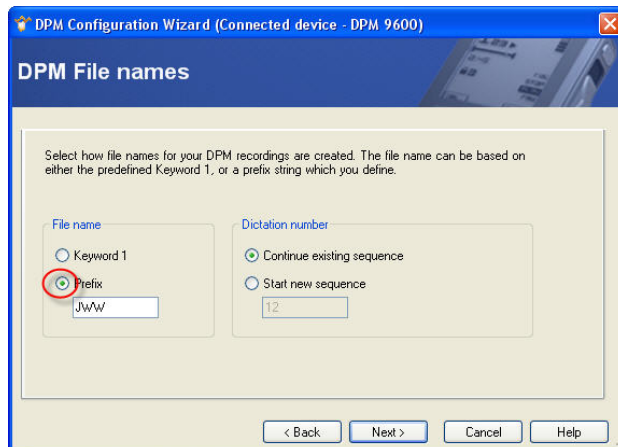 DPM Configuration Wizard (Connected device - DPM 9600)
DPM File names
Select how file names for your DPM recordings are created. The file name can be based on
either the predefined Keyword 1, or a prefix string which you define.
File name
Keyword 1
Prefix
JWW
Dictation number
Continue existing sequence
Start new sequence
12
< Back Next > Cancel Help